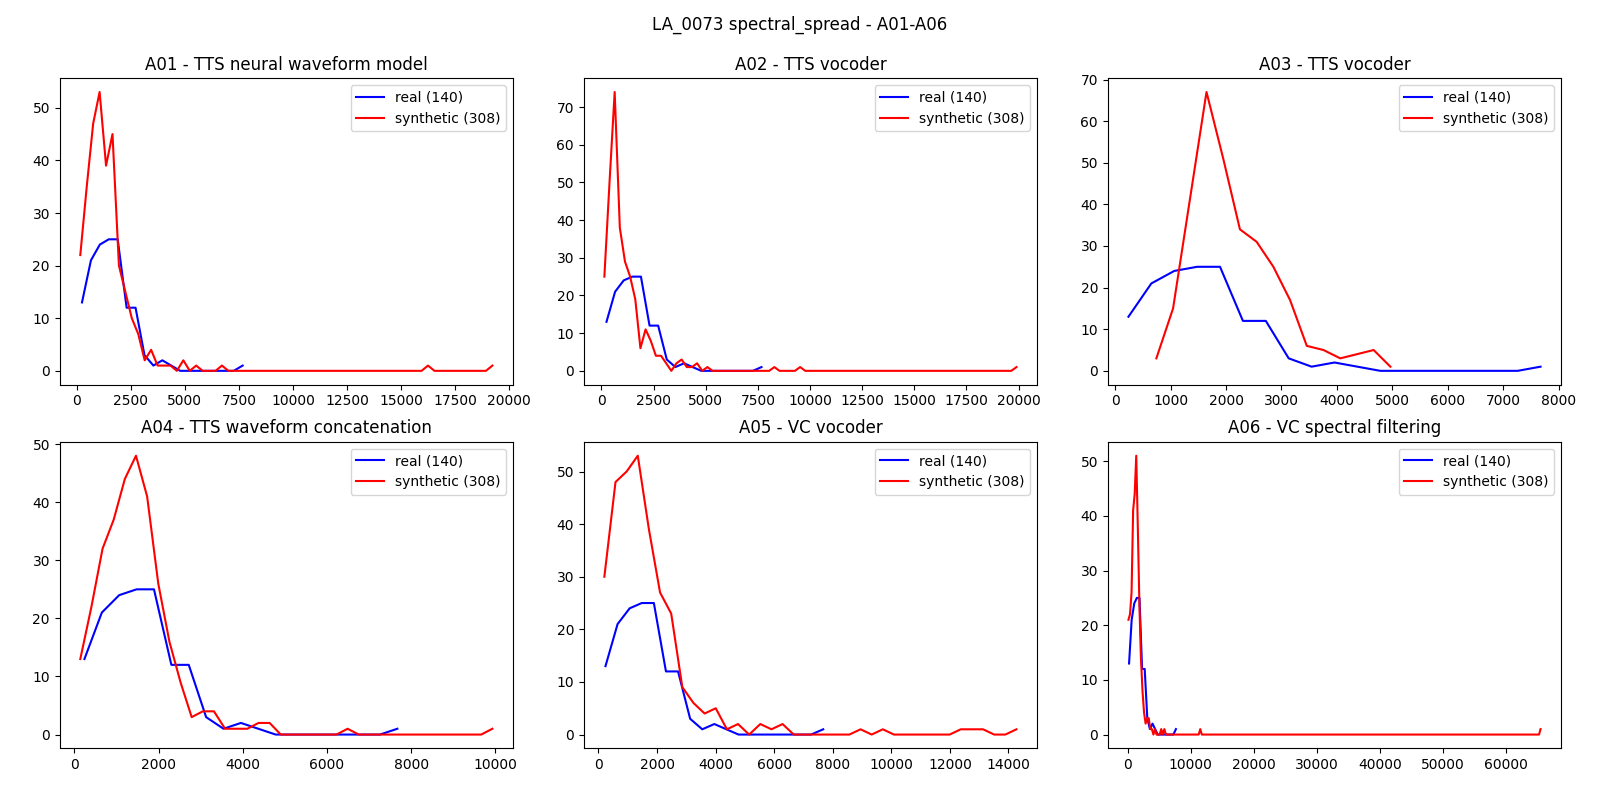 LA_0073 spectral_spread - A01-A06
A01 - TTS neural waveform model
real (140)
synthetic (308)
50
40
30
20
10
0
0 2500 5000 7500 10000 12500 15000 17500 20000
A02 - TTS vocoder
real (140)
synthetic (308)
70
60
50
40
30
20
10
0
0 2500 5000 7500 10000 12500 15000 17500 20000
A03 - TTS vocoder
real (140)
synthetic (308)
70
60
50
40
30
20
10
0
0 1000 2000 3000 4000 5000 6000 7000 8000
A04 - TTS waveform concatenation
real (140)
synthetic (308)
50
40
30
20
10
0
0 2000 4000 6000 8000 10000
A05 - VC vocoder
real (140)
synthetic (308)
50
40
30
20
10
0
0 2000 4000 6000 8000 10000 12000 14000
A06 - VC spectral filtering
real (140)
synthetic (308)
50
40
30
20
10
0
0 10000 20000 30000 40000 50000 60000